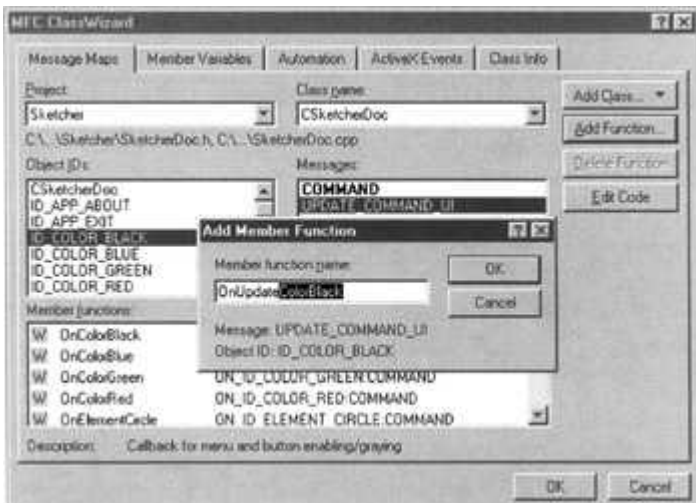 MFC ClassWizard
Message Maps Member Variables Automation ActiveX Events Class Info
Project: Class name:
Sketcher CSketcherDoc
Add Class...
C:\...\Sketcher\SketcherDoc.h, C:\...\SketcherDoc.cpp
Add Function...
Object IDs: Messages:
Delete Function
CSketcherDoc COMMAND
ID_APP_ABOUT UPDATE_COMMAND_UI
Edit Code
ID_APP_EXIT
ID_COLOR_BLACK
ID_COLOR_BLUE
ID_COLOR_GREEN
ID_COLOR_RED
Add Member Function
Member function name:
OnUpdateColorBlack
OK
Cancel
Message: UPDATE_COMMAND_UI
Object ID: ID_COLOR_BLACK
Member functions:
W OnColorBlack
W OnColorBlue
W OnColorGreen ON_ID_COLOR_GREEN:COMMAND
W OnColorRed ON_ID_COLOR_RED:COMMAND
W OnElementCircle ON_ID_ELEMENT_CIRCLE:COMMAND
Description: Callback for menu and button enabling/graying
OK Cancel